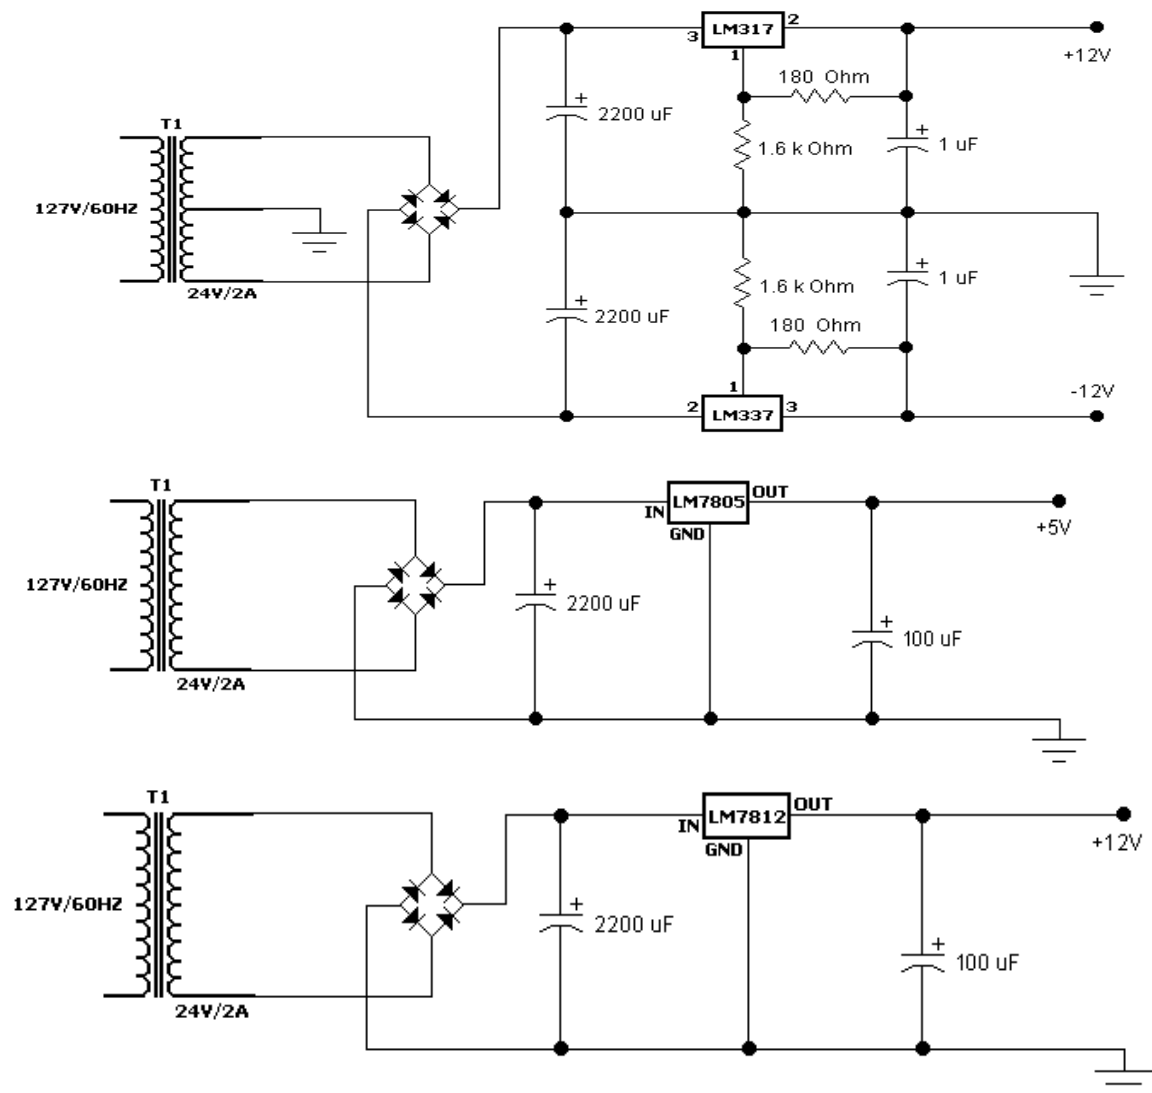 LM317
2
3
1
+12V
180 Ohm
+
2200 uF
T1
+
1 uF
1.6 k Ohm
127V/60HZ
+
1 uF
1.6 k Ohm
24V/2A
+
2200 uF
180 Ohm
1
-12V
2
LM337
3
T1
LM7805
OUT
IN
GND
+5V
127V/60HZ
+
2200 uF
+
100 uF
24V/2A
T1
LM7812
OUT
IN
GND
+12V
127V/60HZ
+
2200 uF
+
100 uF
24V/2A